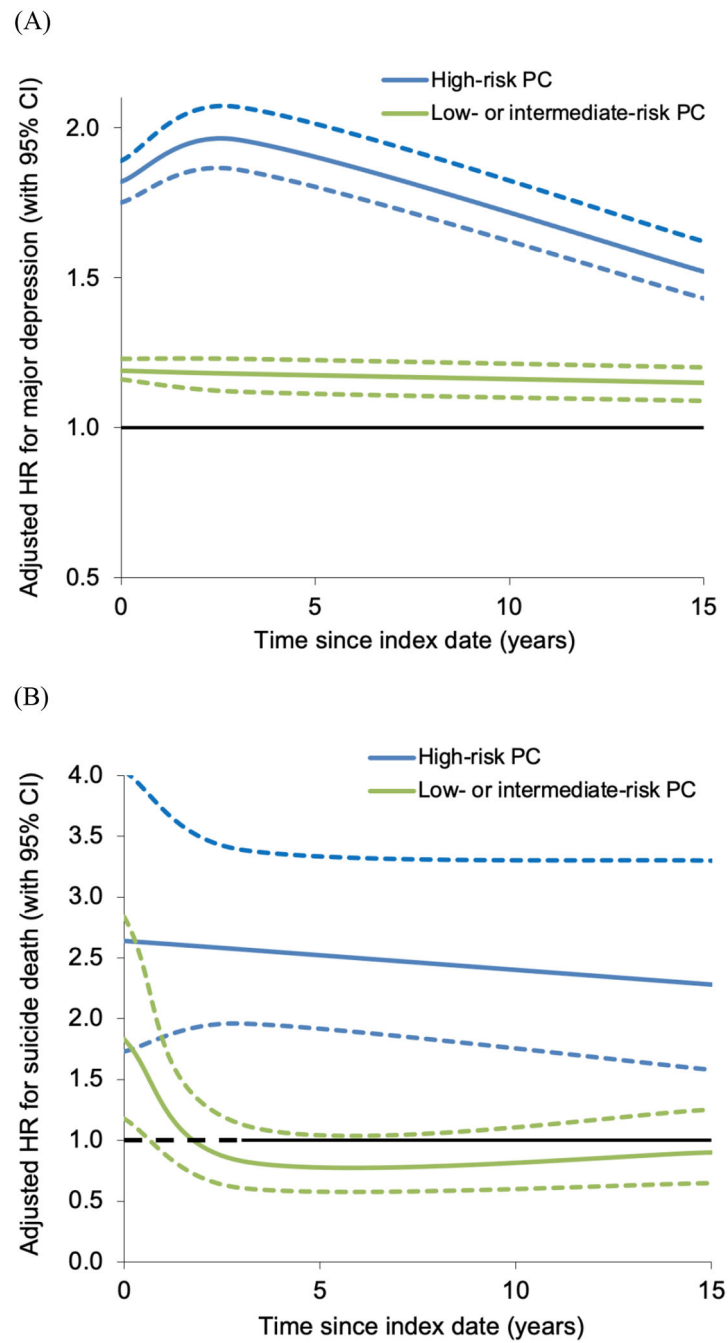 (A)
High-risk PC
Low- or intermediate-risk PC
Adjusted HR for major depression (with 95% CI)
2.0
1.5
1.0
0.5
0 5 10 15
Time since index date (years)
(B)
High-risk PC
Low- or intermediate-risk PC
Adjusted HR for suicide death (with 95% CI)
4.0
3.5
3.0
2.5
2.0
1.5
1.0
0.5
0.0
0 5 10 15
Time since index date (years)